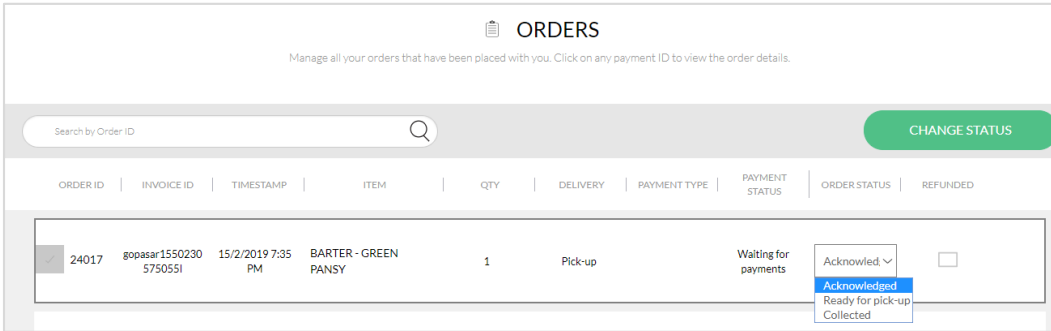 ORDERS
Manage all your orders that have been placed with you. Click on any payment ID to view the order details.
Search by Order ID
CHANGE STATUS
ORDER ID INVOICE ID TIMESTAMP ITEM QTY DELIVERY PAYMENT TYPE PAYMENT STATUS ORDER STATUS REFUNDED
24017 gopasar1550230 15/2/2019 7:35 BARTER - GREEN 1 Pick-up Waiting for Acknowled
575055I PM PANSY payments
Acknowledged
Ready for pick-up
Collected